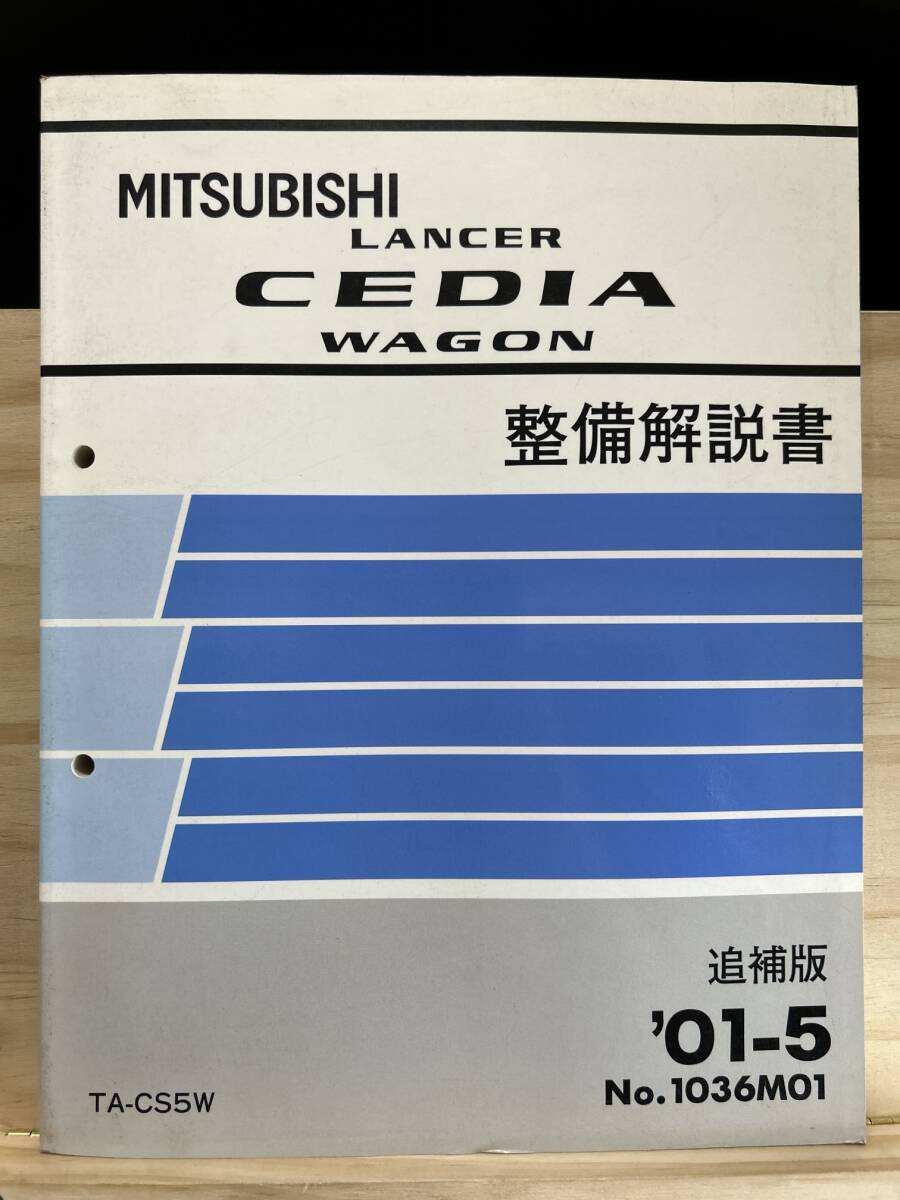 MITSUBISHI
LANCER
CEDIA
WAGON
整備解説書
追補版
'01-5
No.1036M01
TA-CS5W